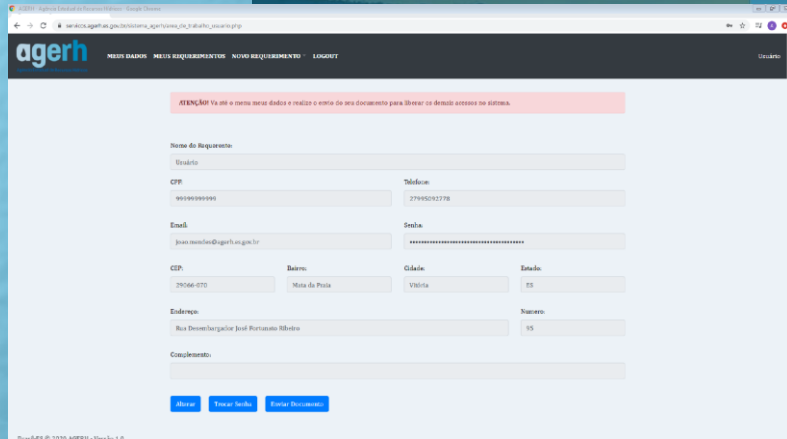 AGERH - Agência Estadual de Recursos Hídricos - Google Chrome
servicos.agerh.es.gov.br/sistema_agerh/area_de_trabalho_usuario.php
agerh
MEUS DADOS MEUS REQUERIMENTOS NOVO REQUERIMENTO LOGOUT Usuário
ATENÇÃO! Va até o menu meus dados e realize o envio do seu documento para liberar os demais acessos no sistema.
Nome do Requerente:
Usuário
CPF: Telefone:
99999999999 27995092778
Email: Senha:
joao.mendes@agerh.es.gov.br
CEP: Bairro: Cidade: Estado:
29066-070 Mata da Praia Vitória ES
Endereço: Numero:
Rua Desembargador José Fortunato Ribeiro 95
Complemento:
Alterar Trocar Senha Enviar Documento